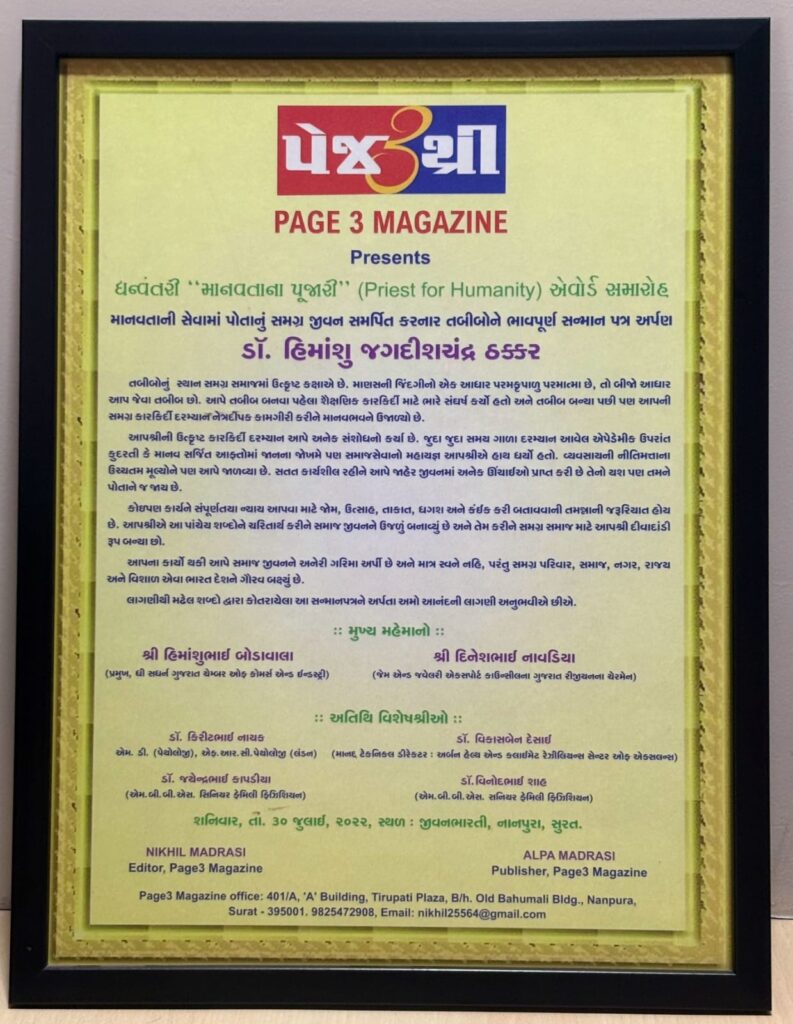 પેજ3થ્રી
PAGE 3 MAGAZINE
Presents
ધન્વંતરી "માનવતાના પૂજારી" (Priest for Humanity) એવોર્ડ સમારોહ
માનવતાની સેવામાં પોતાનું સમગ્ર જીવન સમર્પિત કરનાર તબીબોને ભાવપૂર્ણ સન્માન પત્ર અર્પણ
ડૉ. હિમાંશુ જગદીશચંદ્ર ઠક્કર
તબીબોનું સ્થાન સમગ્ર સમાજમાં ઉત્કૃષ્ટ કક્ષાએ છે. માણસની જિંદગીનો એક આધાર પરમકૃપાળુ પરમાત્મા છે, તો બીજો આધાર
આપ જેવા તબીબ છો. આપે તબીબ બનવા પહેલા શૈક્ષણિક કારકિર્દી માટે ભારે સંઘર્ષ કર્યો હતો અને તબીબ બન્યા પછી પણ આપની
સમગ્ર કારકિર્દી દરમ્યાન નેત્રદીપક કામગીરી કરીને માનવભવને ઉજાળ્યો છે.
આપશ્રીની ઉત્કૃષ્ટ કારકિર્દી દરમ્યાન આપે અનેક સંશોધનો કર્યા છે. જુદા જુદા સમય ગાળા દરમ્યાન આવેલ એપેડેમીક ઉપરાંત
કુદરતી કે માનવ સર્જિત આફતોમાં જાનના જોખમે પણ સમાજસેવાનો મહાયજ્ઞ આપશ્રીએ હાથ ધર્યો હતો. વ્યવસાયની નીતિમત્તાના
ઉચ્ચતમ મૂલ્યોને પણ આપે જાળવ્યા છે. સતત કાર્યશીલ રહીને આપે જાહેર જીવનમાં અનેક ઊંચાઈઓ પ્રાપ્ત કરી છે તેનો યશ પણ તમને
પોતાને જ જાય છે.
કોઇપણ કાર્યને સંપૂર્ણતયા ન્યાય આપવા માટે જોમ, ઉત્સાહ, તાકાત, ધગશ અને કંઈક કરી બતાવવાની તમન્નાની જરૂરિયાત હોય
છે. આપશ્રીએ આ પાંચેય શબ્દોને ચરિતાર્થ કરીને સમાજ જીવનને ઉજળું બનાવ્યું છે અને તેમ કરીને સમગ્ર સમાજ માટે આપશ્રી દીવાદાંડી
રૂપ બન્યા છો.
આપના કાર્યો થકી આપે સમાજ જીવનને અનેરી ગરિમા અર્પી છે અને માત્ર સ્વને નહિ, પરંતુ સમગ્ર પરિવાર, સમાજ, નગર, રાજ્ય
અને વિશાળ એવા ભારત દેશને ગૌરવ બક્ષ્યું છે.
લાગણીથી મઢેલ શબ્દો દ્વારા કોતરાયેલા આ સન્માનપત્રને અર્પતા અમો આનંદની લાગણી અનુભવીએ છીએ.
:: મુખ્ય મહેમાનો ::
શ્રી હિમાંશુભાઈ બોડાવાલા
(પ્રમુખ, ધી સધર્ન ગુજરાત ચેમ્બર ઓફ કોમર્સ એન્ડ ઈન્ડસ્ટ્રી)
શ્રી દિનેશભાઈ નાવડિયા
(જેમ એન્ડ જ્વેલરી એક્સપોર્ટ કાઉન્સીલના ગુજરાત રીજીયનના ચેરમેન)
:: અતિથિ વિશેષશ્રીઓ ::
ડૉ. કિરીટભાઈ નાયક
એમ. ડી. (પેથોલોજી), એફ.આર.સી.પેથોલોજી (લંડન)
ડૉ. વિકાસબેન દેસાઈ
(માનદ ટેકનિકલ ડીરેકટર : અર્બન હેલ્થ એન્ડ કલાઈમેટ રેઝીલિયન્સ સેન્ટર ઓફ એકસલન્સ)
ડૉ. જયેન્દ્રભાઈ કાપડીયા
(એમ.બી.બી.એસ. સિનિયર ફેમિલી ફિઝિશિયન)
ડૉ.વિનોદભાઈ શાહ
(એમ.બી.બી.એસ. સનિયર ફેમિલી ફિઝિશિયન)
શનિવાર, તા. ૩૦ જુલાઈ, ૨૦૨૨, સ્થળ : જીવનભારતી, નાનપુરા, સુરત.
NIKHIL MADRASI
Editor, Page3 Magazine
ALPA MADRASI
Publisher, Page3 Magazine
Page3 Magazine office: 401/A, 'A' Building, Tirupati Plaza, B/h. Old Bahumali Bldg., Nanpura,
Surat - 395001. 9825472908, Email: nikhil25564@gmail.com